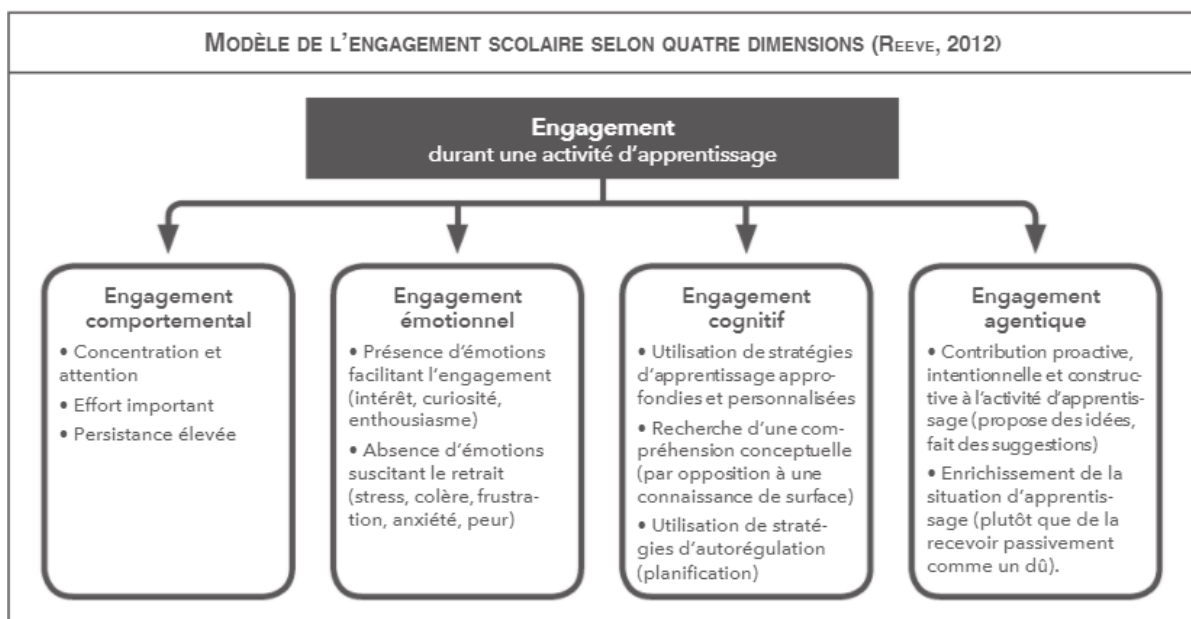 MODÈLE DE L'ENGAGEMENT SCOLAIRE SELON QUATRE DIMENSIONS (REEVE, 2012)
Engagement
durant une activité d'apprentissage
Engagement
comportemental
• Concentration et
attention
• Effort important
• Persistance élevée
Engagement
émotionnel
• Présence d'émotions
facilitant l'engagement
(intérêt, curiosité,
enthousiasme)
• Absence d'émotions
suscitant le retrait
(stress, colère, frustra-
tion, anxiété, peur)
Engagement
cognitif
• Utilisation de stratégies
d'apprentissage appro-
fondies et personnalisées
• Recherche d'une com-
préhension conceptuelle
(par opposition à une
connaissance de surface)
• Utilisation de straté-
gies d'autorégulation
(planification)
Engagement
agentique
• Contribution proactive,
intentionnelle et construc-
tive à l'activité d'apprentis-
sage (propose des idées,
fait des suggestions)
• Enrichissement de la
situation d'apprentis-
sage (plutôt que de la
recevoir passivement
comme un dû).